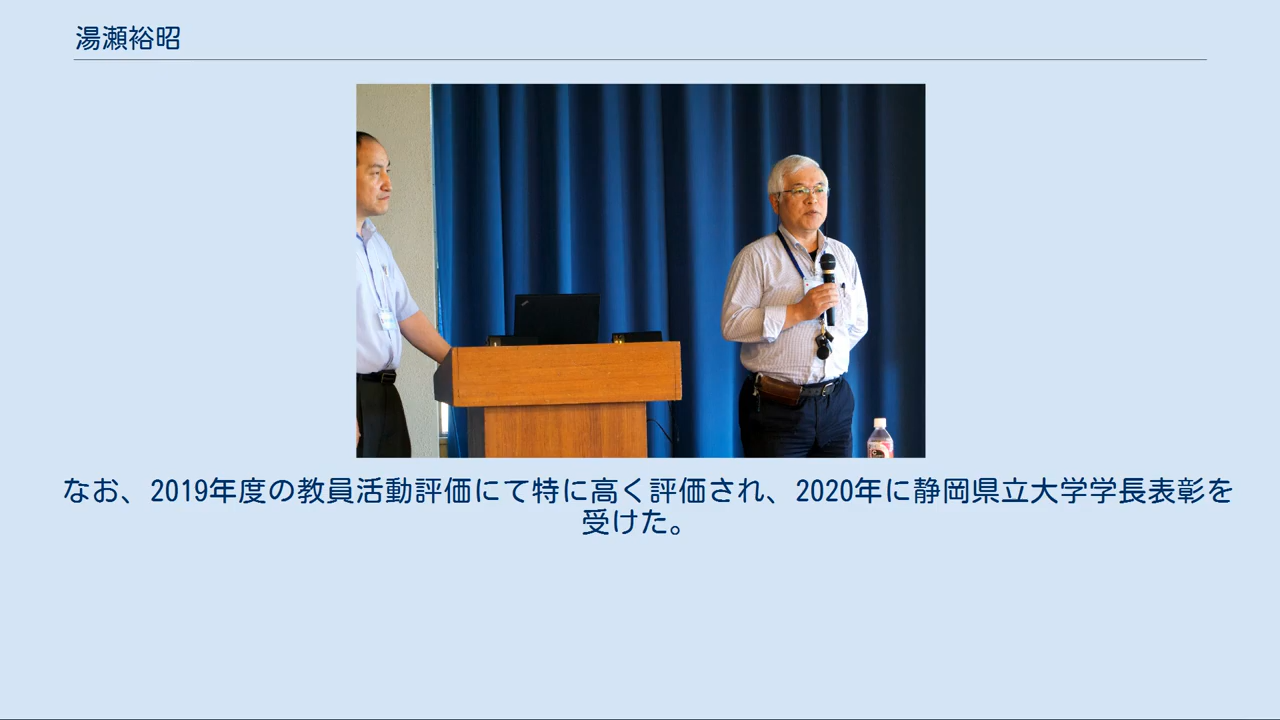 湯瀬裕昭
なお、2019年度の教員活動評価にて特に高く評価され、2020年に静岡県立大学学長表彰を
受けた。